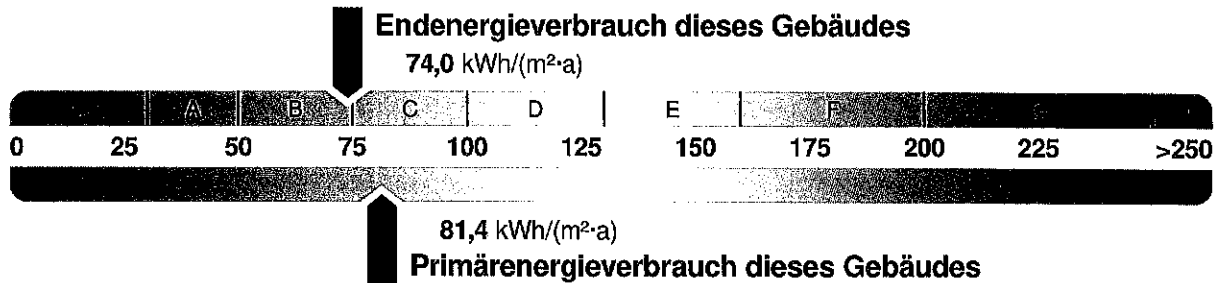 Endenergieverbrauch dieses Gebäudes
74,0 kWh/(m²·a)
A B C D E F G
0 25 50 75 100 125 150 175 200 225 >250
81,4 kWh/(m²·a)
Primärenergieverbrauch dieses Gebäudes